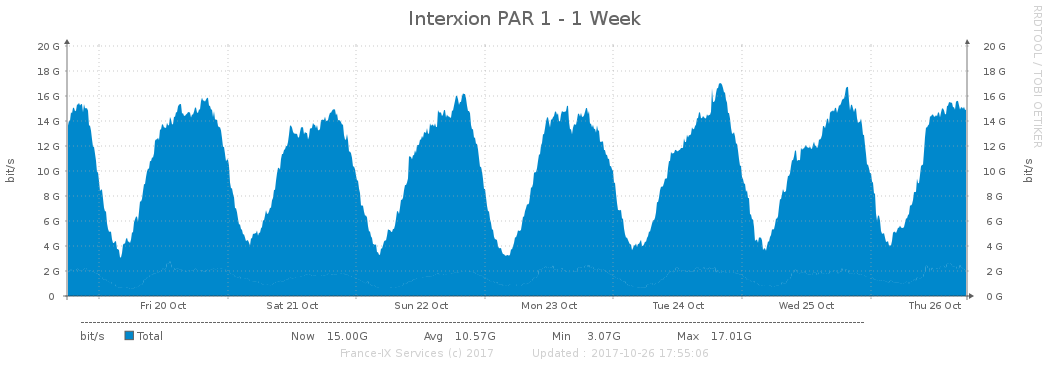 Interxion PAR 1 - 1 Week
RRDTOOL / TOBI OETIKER
bit/s
20 G 20 G
18 G 18 G
16 G 16 G
14 G 14 G
12 G 12 G
10 G 10 G
8 G 8 G
6 G 6 G
4 G 4 G
2 G 2 G
0 0 G
bit/s
Fri 20 Oct Sat 21 Oct Sun 22 Oct Mon 23 Oct Tue 24 Oct Wed 25 Oct Thu 26 Oct
bit/s Total Now 15.00G Avg 10.57G Min 3.07G Max 17.01G
France-IX Services (c) 2017 Updated : 2017-10-26 17:55:06